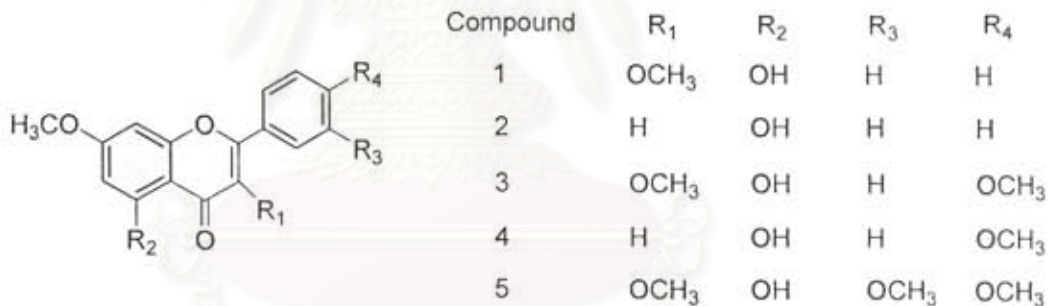 Compound R₁ R₂ R₃ R₄
1 OCH₃ OH H H
2 H OH H H
3 OCH₃ OH H OCH₃
4 H OH H OCH₃
5 OCH₃ OH OCH₃ OCH₃
R₄
H₃CO O
R₃
R₁
R₂ O